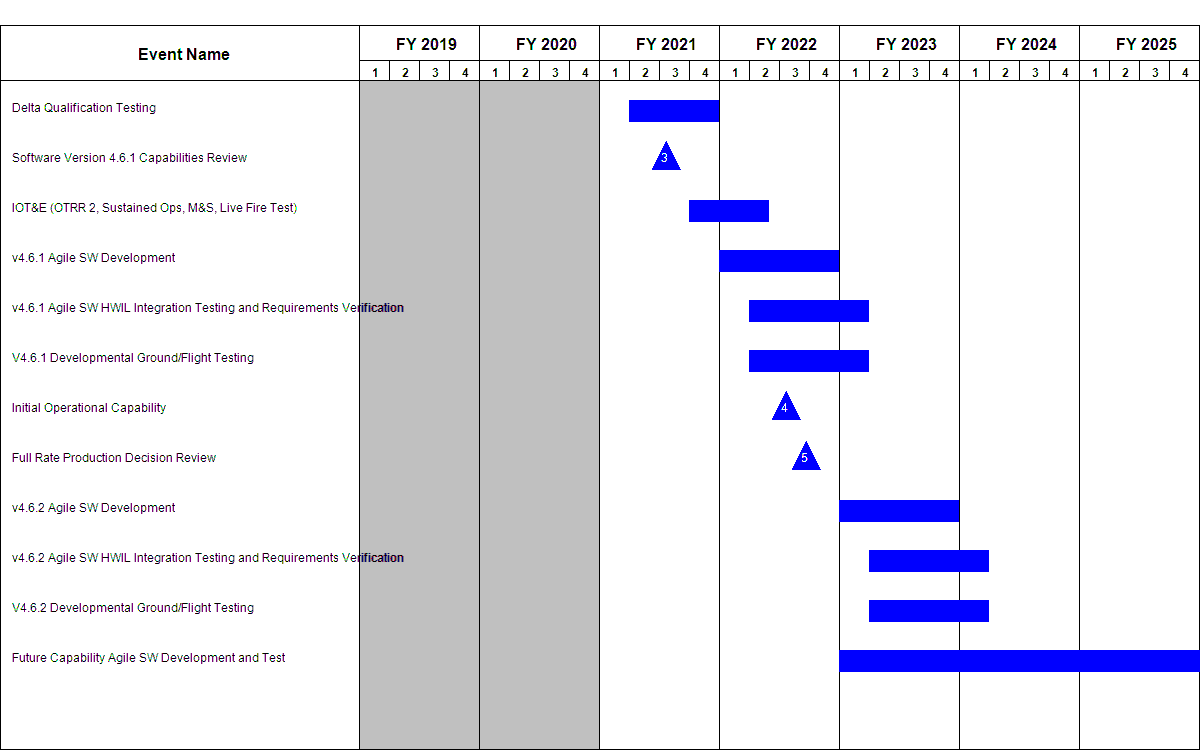 Event Name
FY 2019 FY 2020 FY 2021 FY 2022 FY 2023 FY 2024 FY 2025
1 2 3 4 1 2 3 4 1 2 3 4 1 2 3 4 1 2 3 4 1 2 3 4 1 2 3 4
Delta Qualification Testing
Software Version 4.6.1 Capabilities Review 3
IOT&E (OTRR 2, Sustained Ops, M&S, Live Fire Test)
v4.6.1 Agile SW Development
v4.6.1 Agile SW HWIL Integration Testing and Requirements Verification
V4.6.1 Developmental Ground/Flight Testing
Initial Operational Capability 4
Full Rate Production Decision Review 5
v4.6.2 Agile SW Development
v4.6.2 Agile SW HWIL Integration Testing and Requirements Verification
V4.6.2 Developmental Ground/Flight Testing
Future Capability Agile SW Development and Test